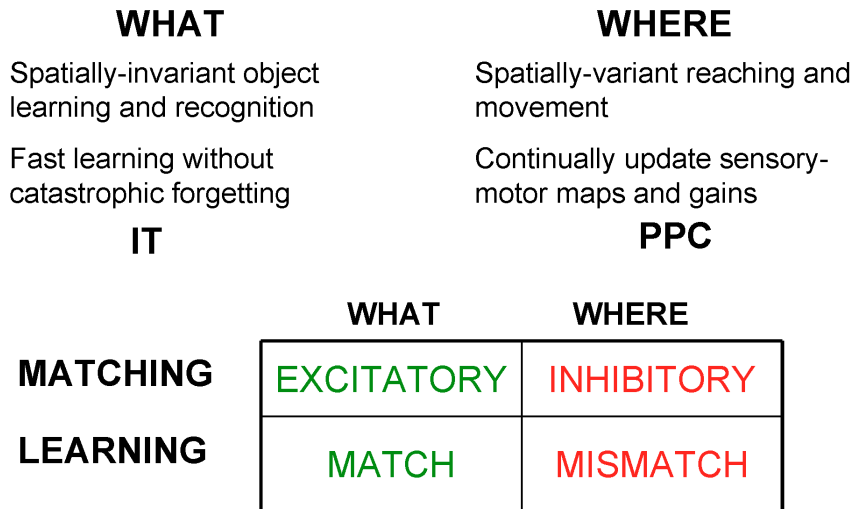 WHAT
Spatially-invariant object
learning and recognition
Fast learning without
catastrophic forgetting
IT
WHERE
Spatially-variant reaching and
movement
Continually update sensory-
motor maps and gains
PPC
WHAT WHERE
MATCHING EXCITATORY INHIBITORY
LEARNING MATCH MISMATCH